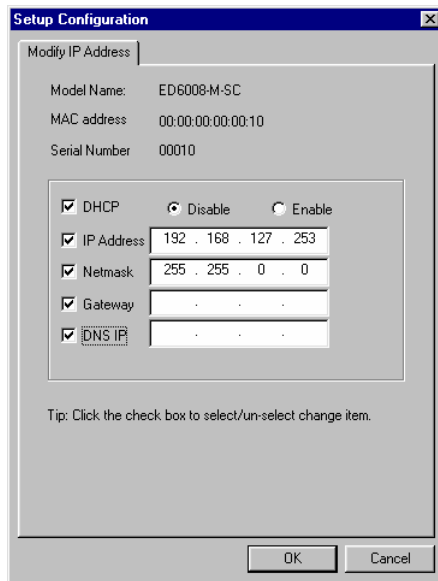 Setup Configuration
Modify IP Address
Model Name: ED6008-M-SC
MAC address 00:00:00:00:00:10
Serial Number 00010
DHCP Disable Enable
IP Address 192 . 168 . 127 . 253
Netmask 255 . 255 . 0 . 0
Gateway . . .
DNS IP . . .
Tip: Click the check box to select/un-select change item.
OK Cancel